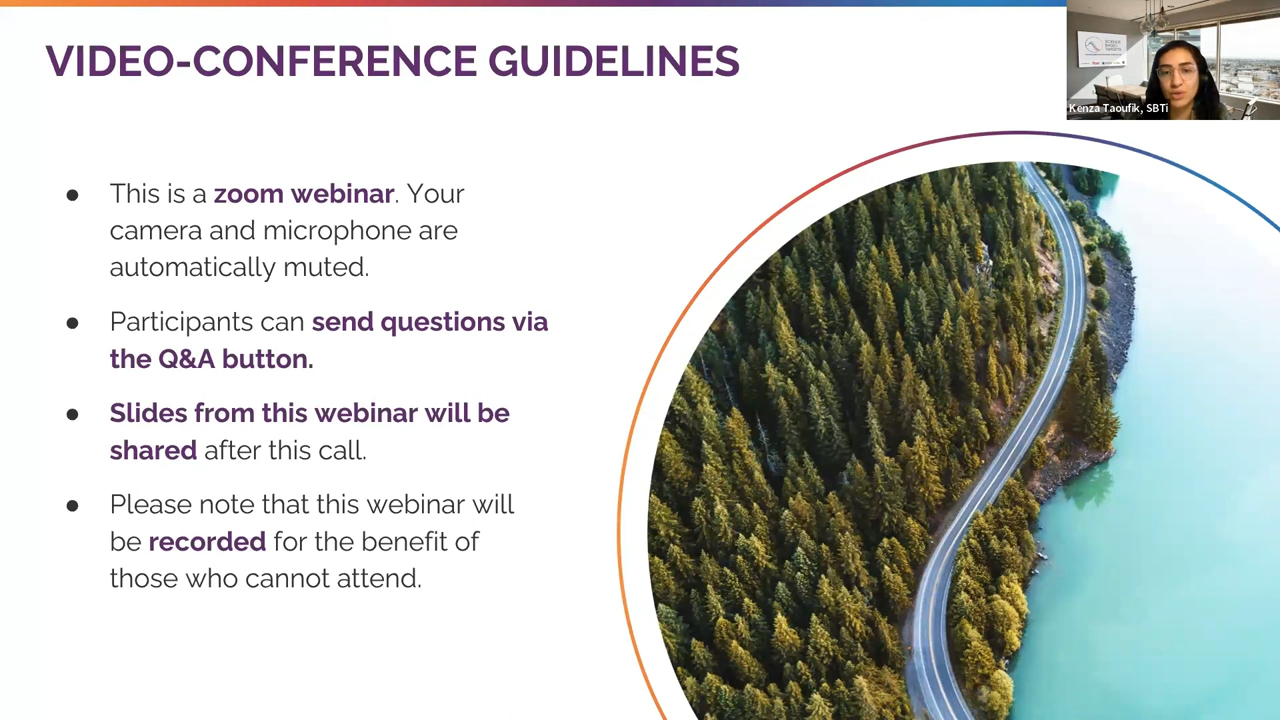 VIDEO-CONFERENCE GUIDELINES
Kenza Taoufik, SBTi
● This is a zoom webinar. Your
camera and microphone are
automatically muted.
● Participants can send questions via
the Q&A button.
● Slides from this webinar will be
shared after this call.
● Please note that this webinar will
be recorded for the benefit of
those who cannot attend.